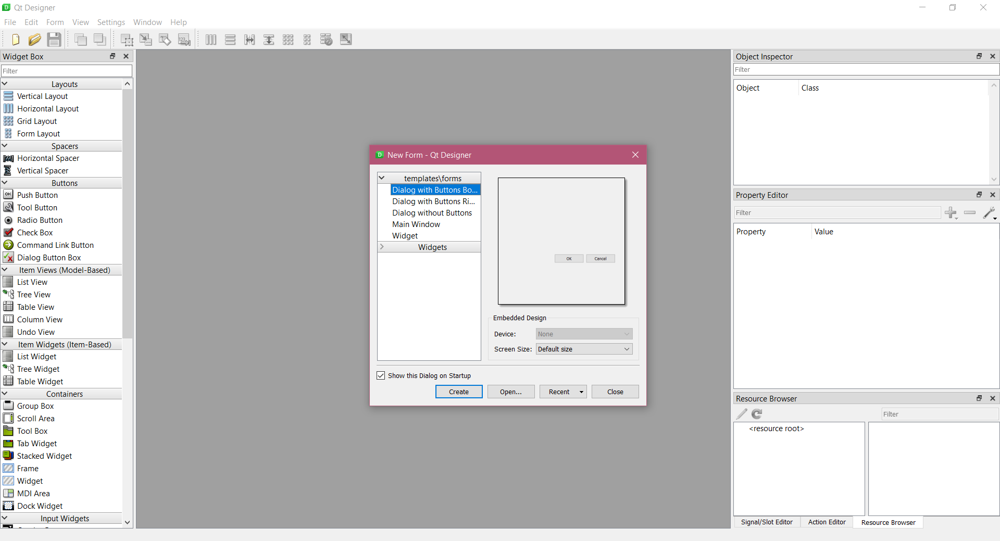 Qt Designer
File Edit Form View Settings Window Help
Widget Box
Filter
Layouts
Vertical Layout
Horizontal Layout
Grid Layout
Form Layout
Spacers
Horizontal Spacer
Vertical Spacer
Buttons
Push Button
Tool Button
Radio Button
Check Box
Command Link Button
Dialog Button Box
Item Views (Model-Based)
List View
Tree View
Table View
Column View
Undo View
Item Widgets (Item-Based)
List Widget
Tree Widget
Table Widget
Containers
Group Box
Scroll Area
Tool Box
Tab Widget
Stacked Widget
Frame
Widget
MDI Area
Dock Widget
Input Widgets
New Form - Qt Designer
templates\forms
Dialog with Buttons Bo...
Dialog with Buttons Ri...
Dialog without Buttons
Main Window
Widget
Widgets
OK Cancel
Embedded Design
Device: None
Screen Size: Default size
Show this Dialog on Startup
Create Open... Recent Close
Object Inspector
Filter
Object Class
Property Editor
Filter
Property Value
Resource Browser
Filter
<resource root>
Signal/Slot Editor Action Editor Resource Browser